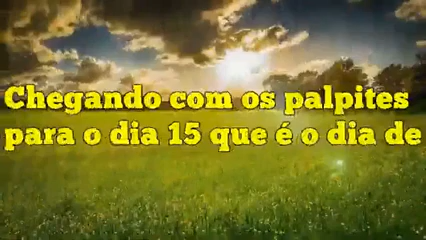 Chegando com os palpites
para o dia 15 que é o dia de